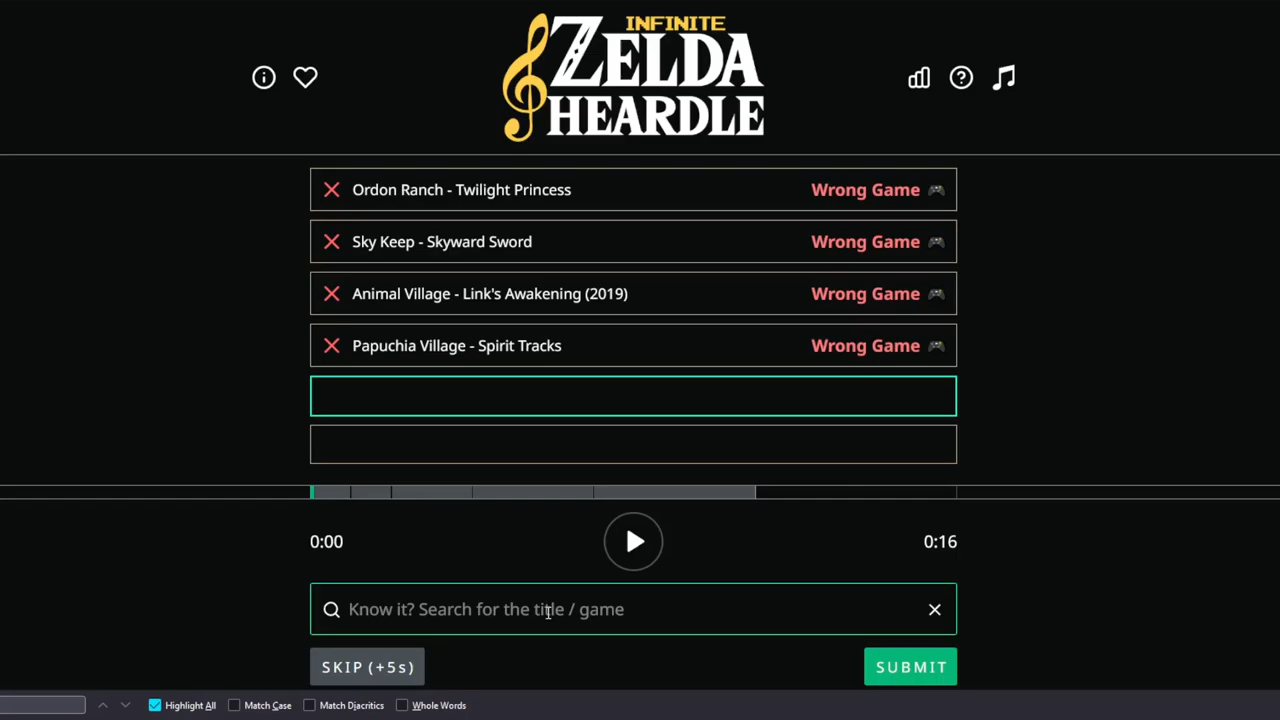 INFINITE
ZELDA
HEARDLE
Ordon Ranch - Twilight Princess Wrong Game
Sky Keep - Skyward Sword Wrong Game
Animal Village - Link's Awakening (2019) Wrong Game
Papuchia Village - Spirit Tracks Wrong Game
0:00 0:16
Know it? Search for the title / game
SKIP (+5s) SUBMIT
Highlight All Match Case Match Diacritics Whole Words